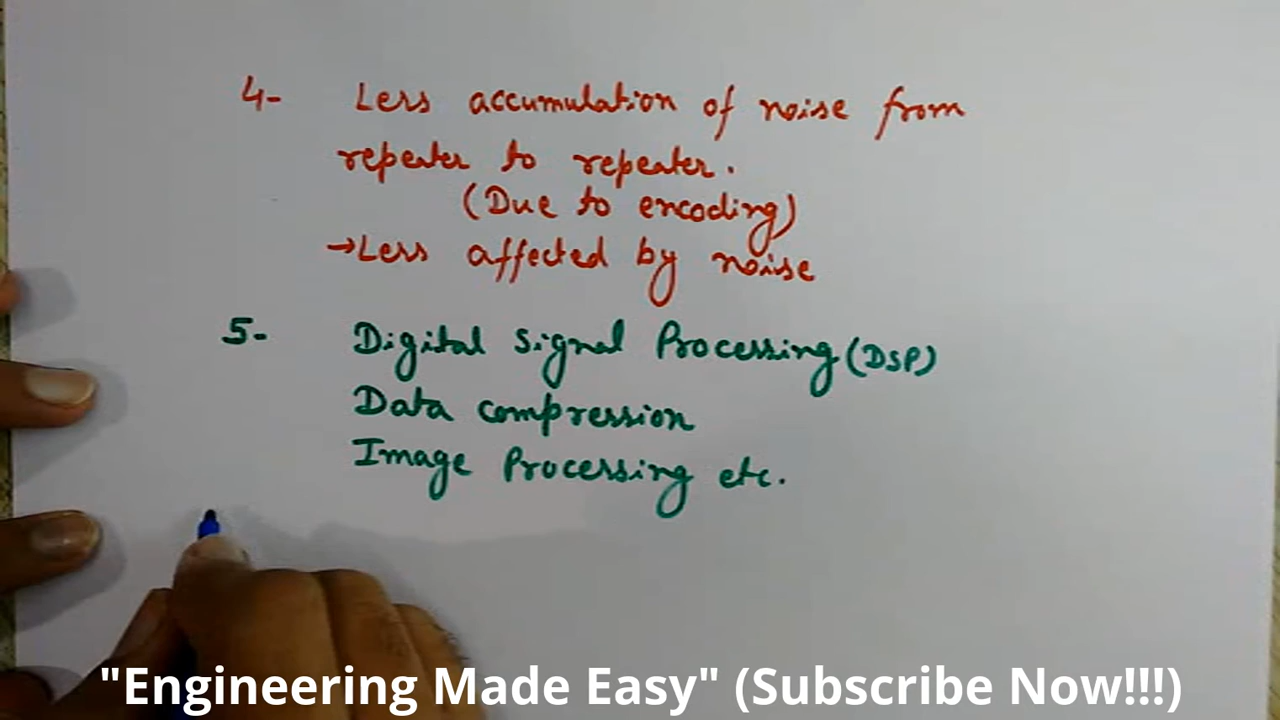 4- Less accumulation of noise from
repeater to repeater.
(Due to encoding)
→Less affected by noise
5- Digital Signal Processing (DSP)
Data compression
Image Processing etc.
"Engineering Made Easy" (Subscribe Now!!!)